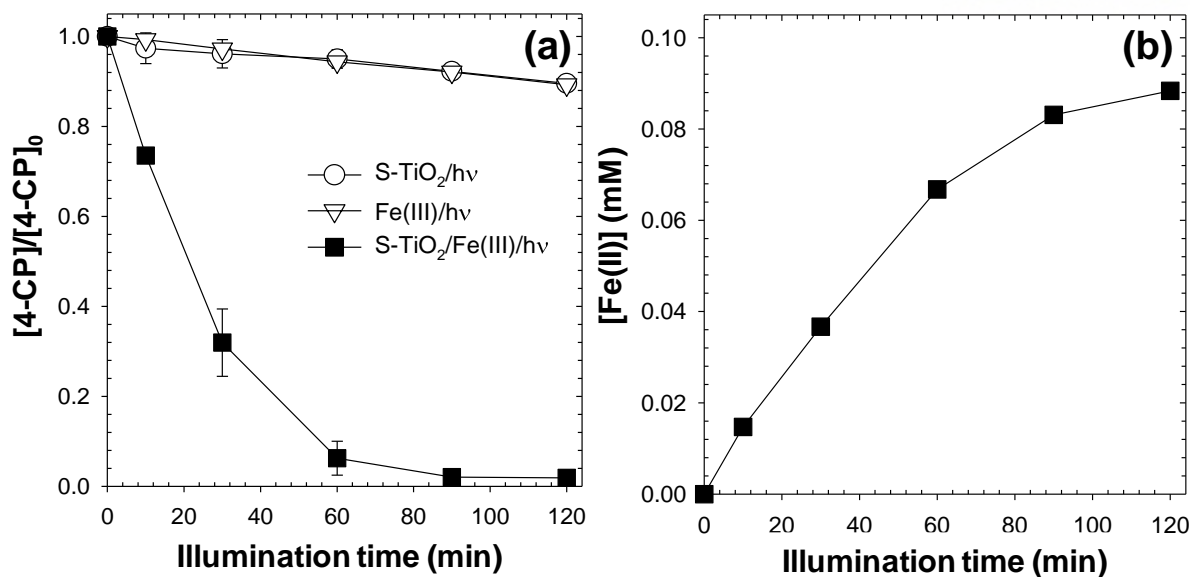 (a)
[4-CP]/[4-CP]₀
1.0
0.8
0.6
0.4
0.2
0.0
S-TiO₂/hν
Fe(III)/hν
S-TiO₂/Fe(III)/hν
0 20 40 60 80 100 120
Illumination time (min)
(b)
[Fe(II)] (mM)
0.10
0.08
0.06
0.04
0.02
0.00
0 20 40 60 80 100 120
Illumination time (min)